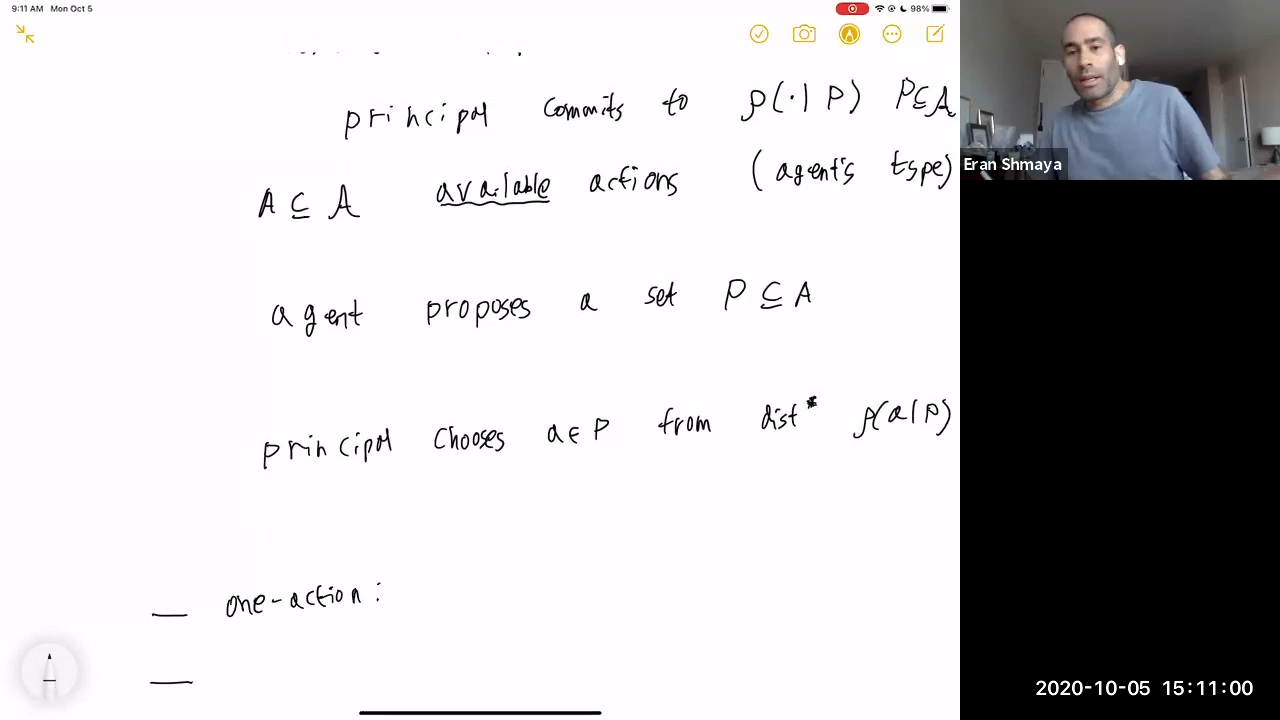 9:11 AM Mon Oct 5
98%
principal commits to ρ(·|P) P⊆𝒜
A ⊆ 𝒜 available actions (agent's type)
agent proposes a set P ⊆ A
principal chooses a∈P from dist ρ(a|P)
— one-action:
—
Eran Shmaya
2020-10-05 15:11:00